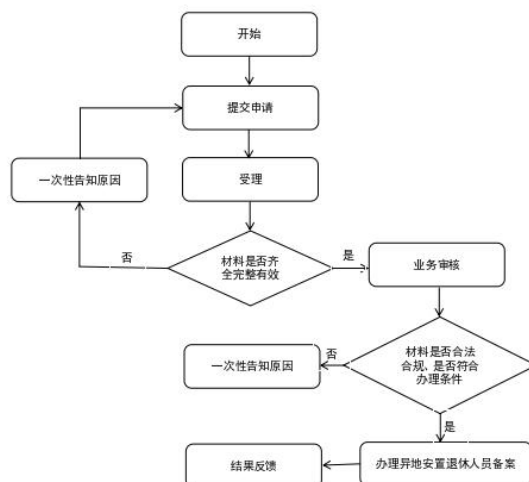 开始
提交申请
一次性告知原因
受理
材料是否齐
全完整有效
否
是
业务审核
材料是否合法
合规、是否符合
办理条件
否
一次性告知原因
是
办理异地安置退休人员备案
结果反馈